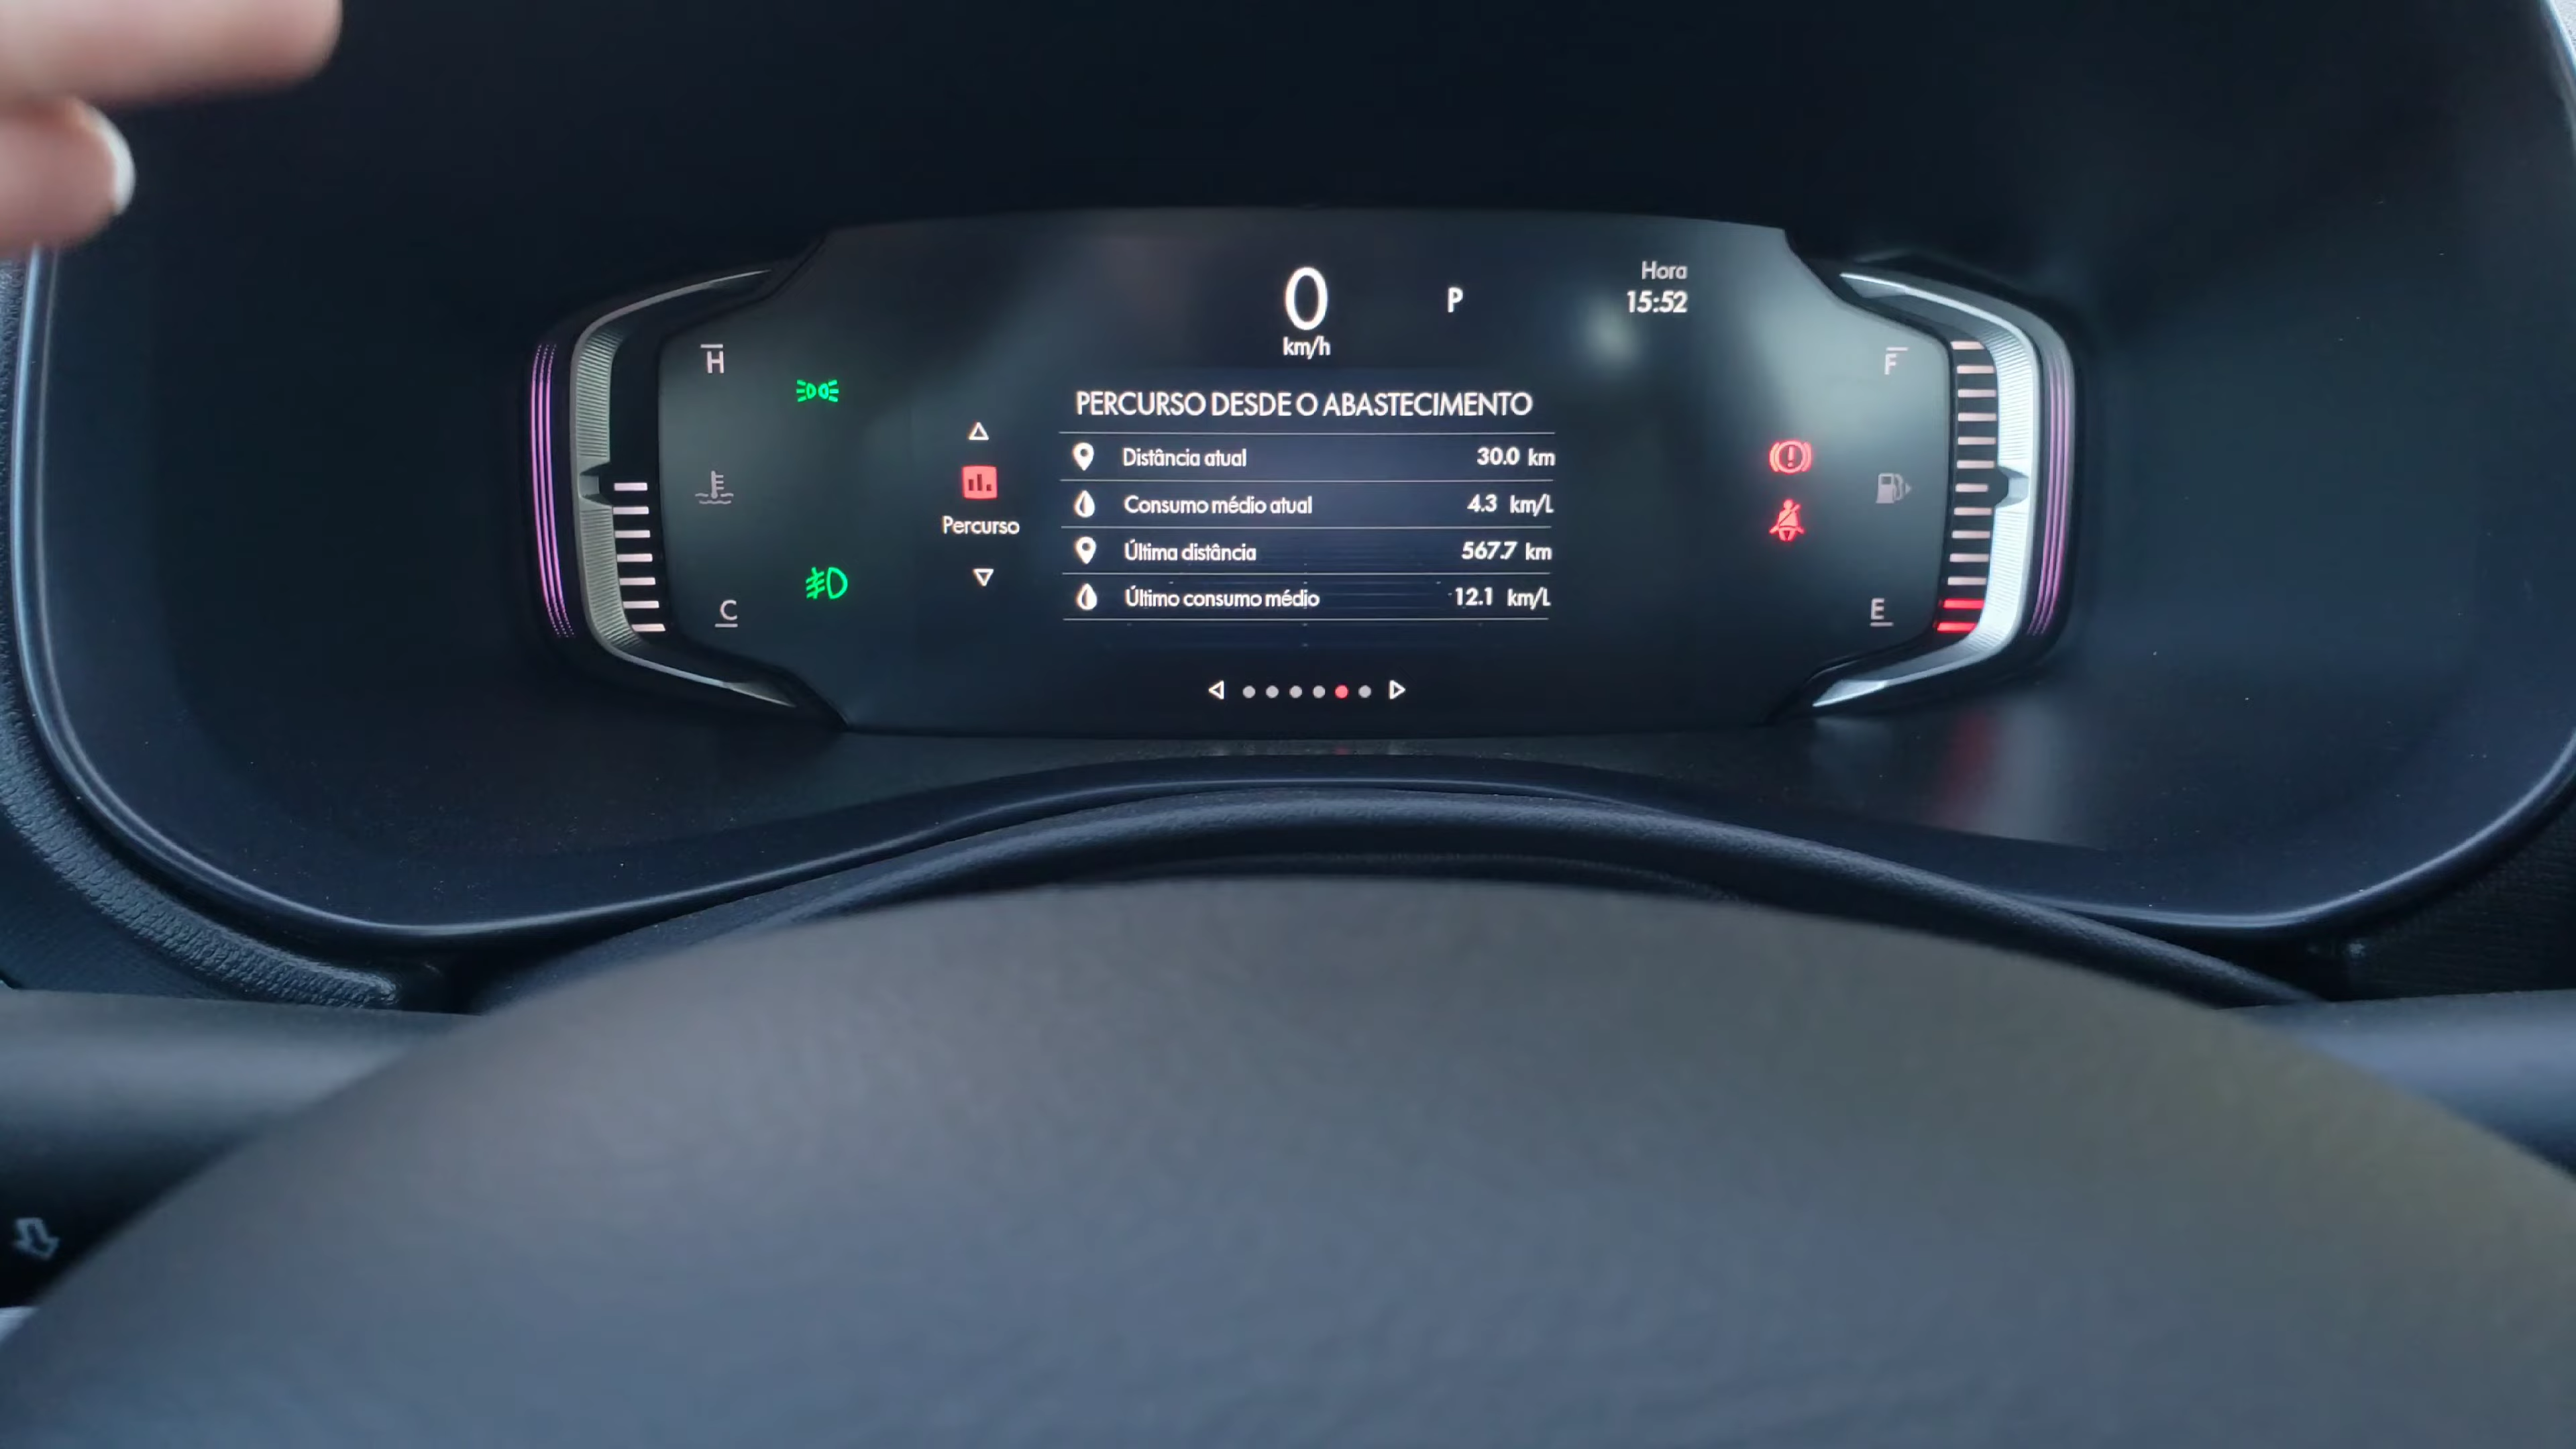 0
km/h
P
Hora
15:52
H
C
Percurso
PERCURSO DESDE O ABASTECIMENTO
Distância atual 30.0 km
Consumo médio atual 4.3 km/L
Última distância 567.7 km
Último consumo médio 12.1 km/L
F
E